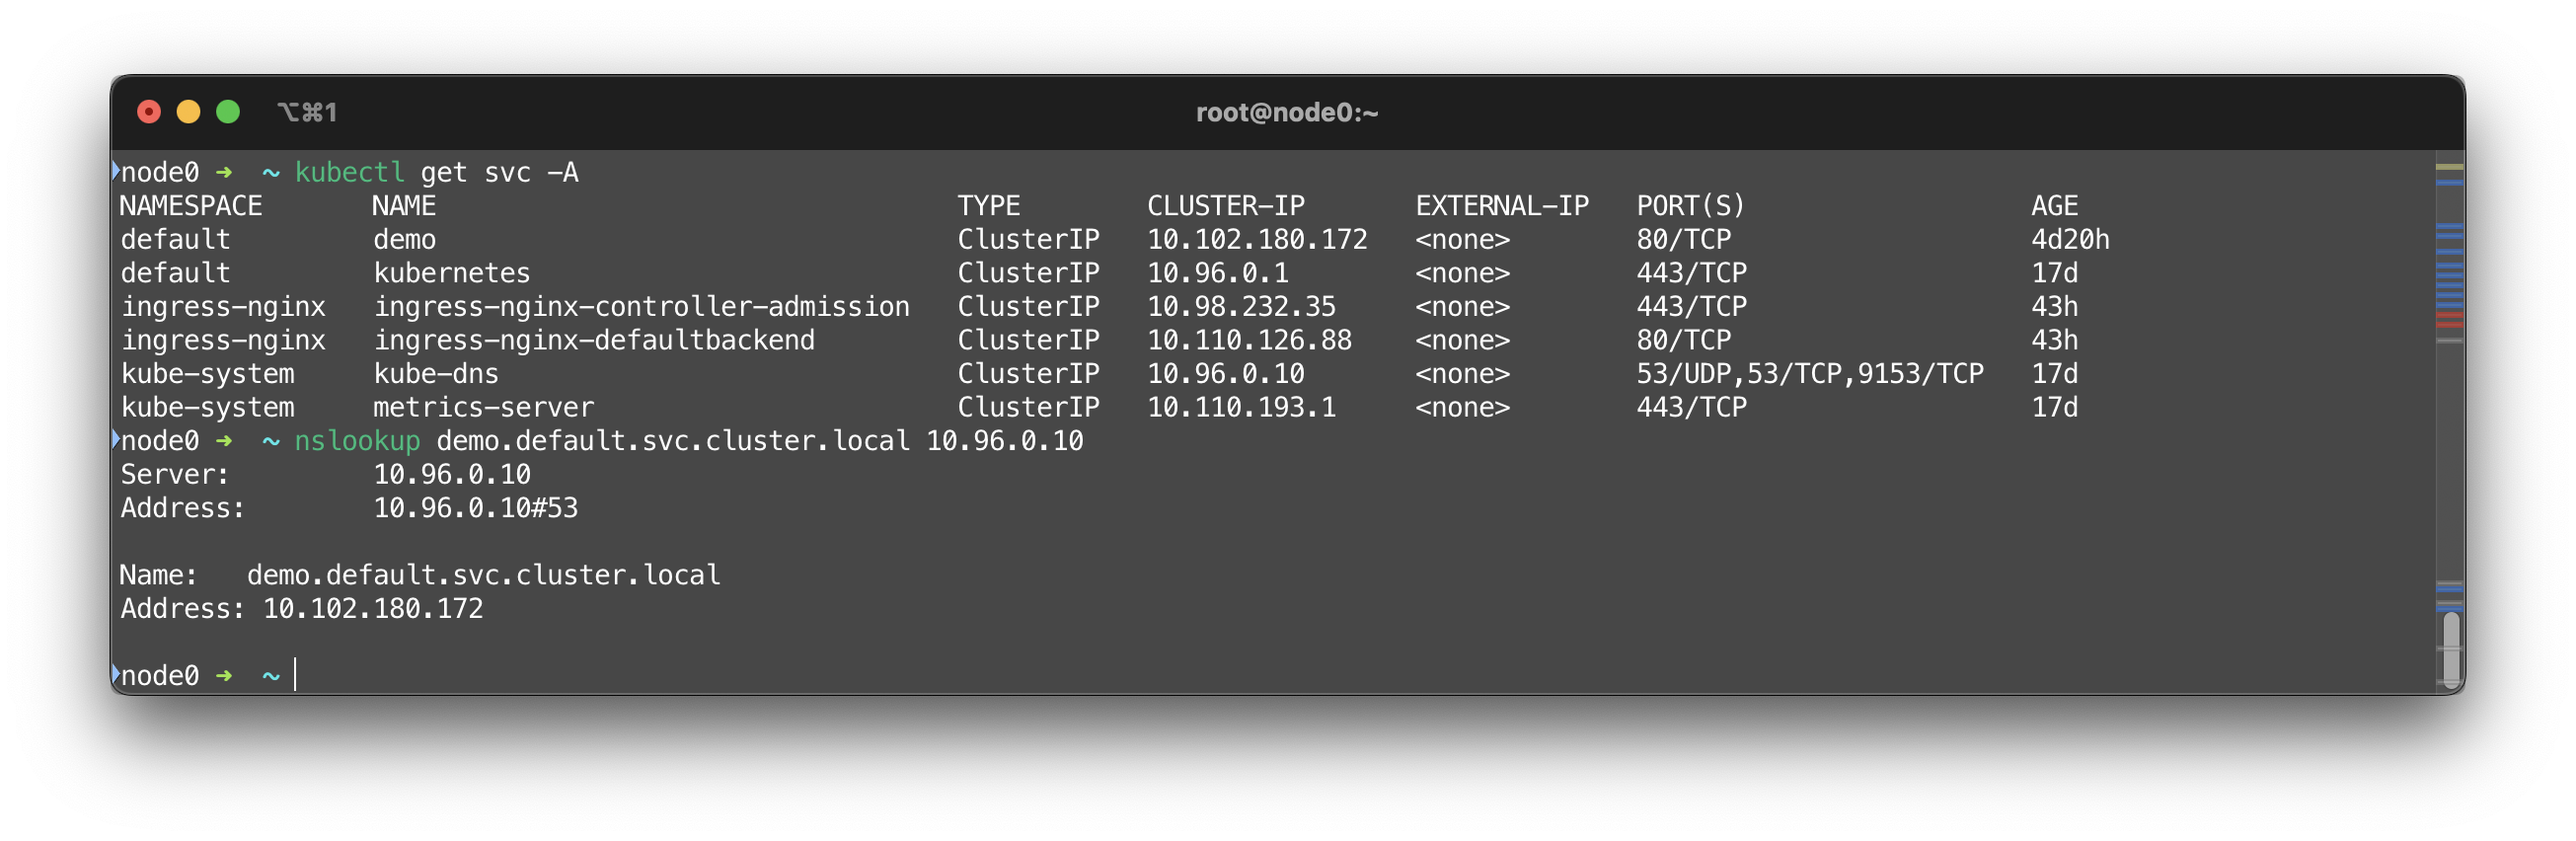 ⌥⌘1
root@node0:~
node0 ➜  ~ kubectl get svc -A
NAMESPACE       NAME                                 TYPE        CLUSTER-IP       EXTERNAL-IP   PORT(S)                  AGE
default         demo                                 ClusterIP   10.102.180.172   <none>        80/TCP                   4d20h
default         kubernetes                           ClusterIP   10.96.0.1        <none>        443/TCP                  17d
ingress-nginx   ingress-nginx-controller-admission   ClusterIP   10.98.232.35     <none>        443/TCP                  43h
ingress-nginx   ingress-nginx-defaultbackend         ClusterIP   10.110.126.88    <none>        80/TCP                   43h
kube-system     kube-dns                             ClusterIP   10.96.0.10       <none>        53/UDP,53/TCP,9153/TCP   17d
kube-system     metrics-server                       ClusterIP   10.110.193.1     <none>        443/TCP                  17d
node0 ➜  ~ nslookup demo.default.svc.cluster.local 10.96.0.10
Server:         10.96.0.10
Address:        10.96.0.10#53
Name:   demo.default.svc.cluster.local
Address: 10.102.180.172
node0 ➜  ~